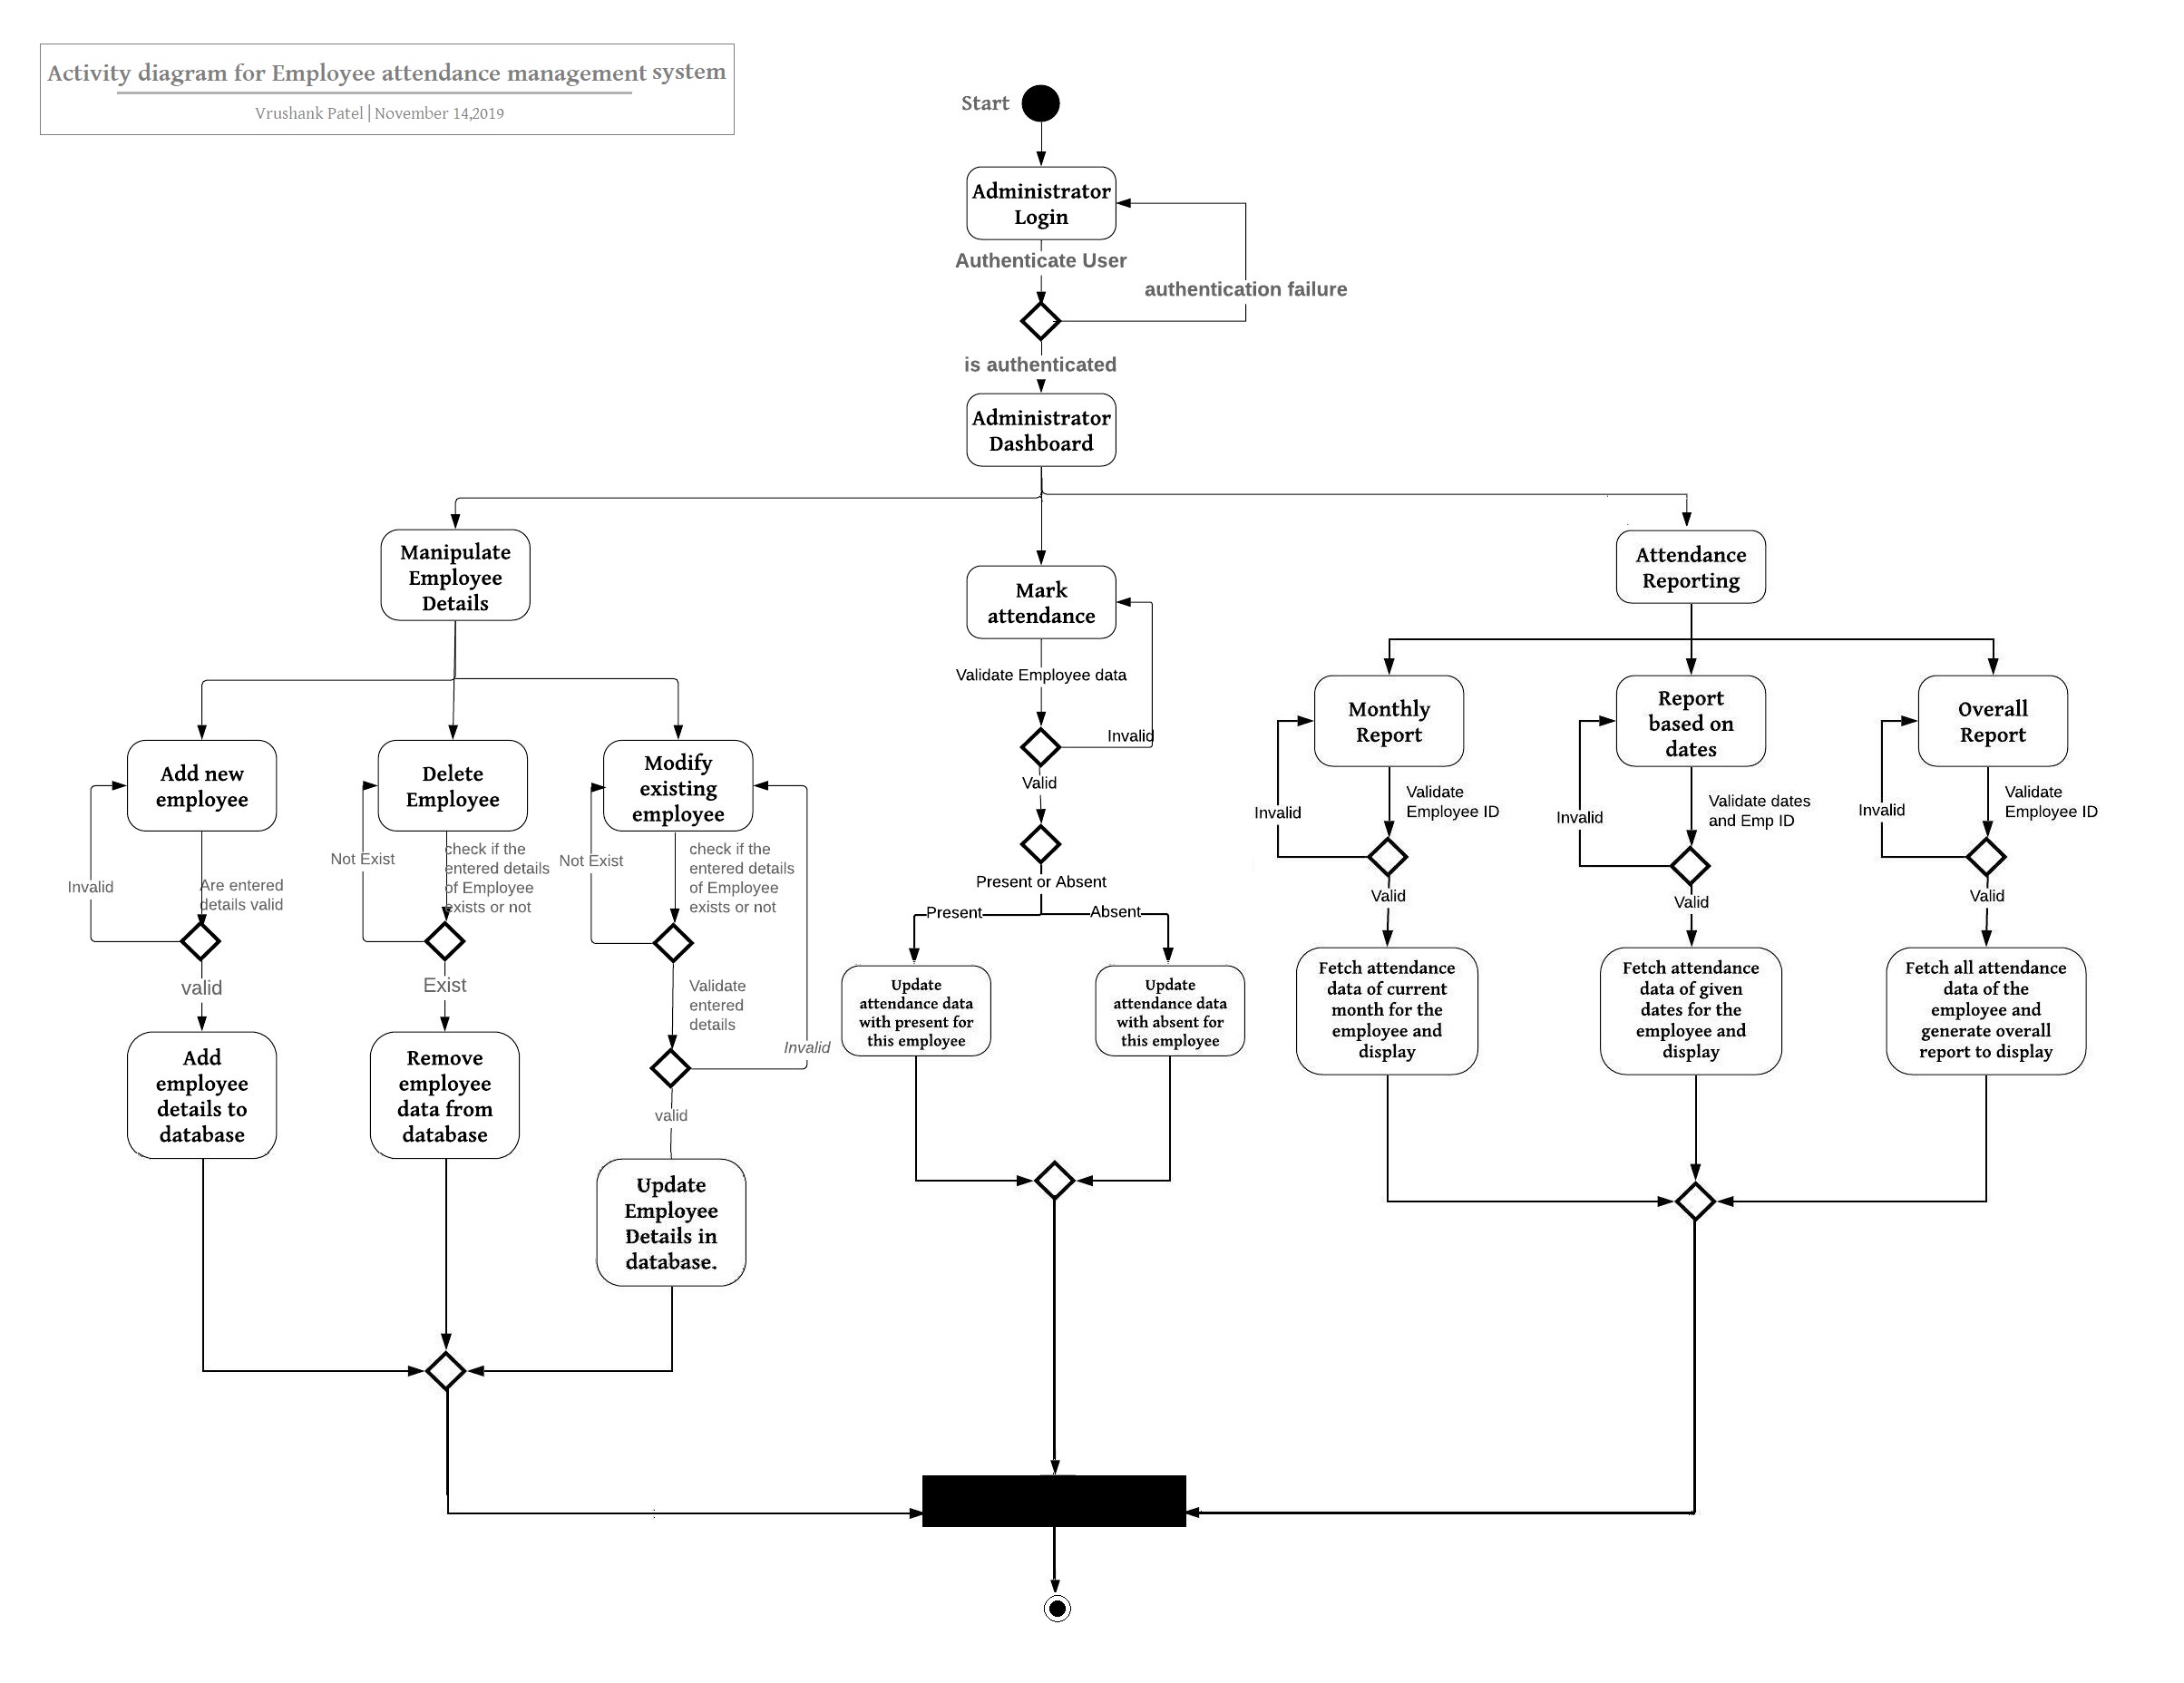 Activity diagram for Employee attendance management system
Vrushank Patel | November 14,2019
Start
Administrator
Login
Authenticate User
authentication failure
is authenticated
Administrator
Dashboard
Manipulate
Employee
Details
Mark
attendance
Attendance
Reporting
Validate Employee data
Invalid
Valid
Present or Absent
Present
Absent
Add new
employee
Delete
Employee
Modify
existing
employee
Monthly
Report
Report
based on
dates
Overall
Report
Invalid
Are entered
details valid
valid
Not Exist
check if the
entered details
of Employee
exists or not
Exist
Not Exist
check if the
entered details
of Employee
exists or not
Validate
entered
details
Invalid
valid
Invalid
Validate
Employee ID
Valid
Invalid
Validate dates
and Emp ID
Valid
Invalid
Validate
Employee ID
Valid
Add
employee
details to
database
Remove
employee
data from
database
Update
Employee
Details in
database.
Update
attendance data
with present for
this employee
Update
attendance data
with absent for
this employee
Fetch attendance
data of current
month for the
employee and
display
Fetch attendance
data of given
dates for the
employee and
display
Fetch all attendance
data of the
employee and
generate overall
report to display